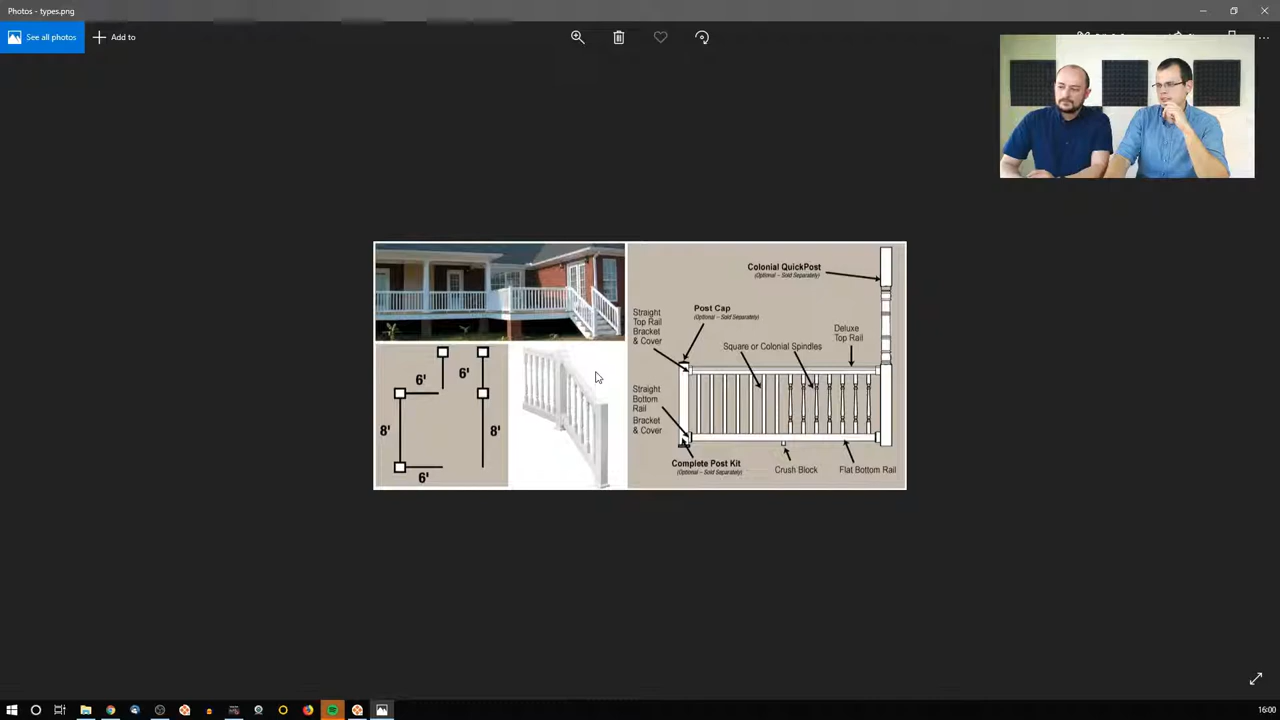 Photos - types.png
See all photos
Add to
Colonial QuickPost
(Optional – Sold Separately)
Post Cap
(Optional – Sold Separately)
Straight
Top Rail
Bracket
& Cover
Square or Colonial Spindles
Deluxe
Top Rail
Straight
Bottom
Rail
Bracket
& Cover
Complete Post Kit
(Optional – Sold Separately)
Crush Block
Flat Bottom Rail
6'
6'
8'
8'
6'
16:00